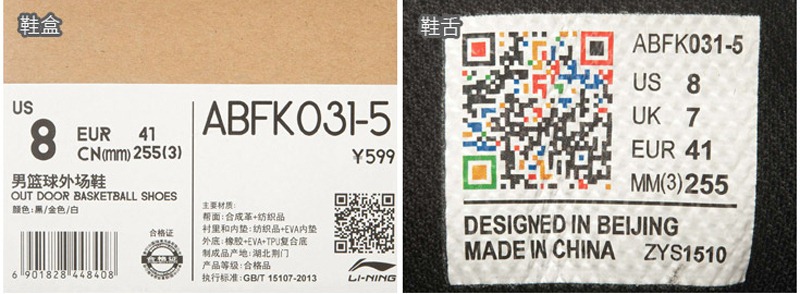 鞋盒
US
8
EUR 41
CN(mm) 255(3)
男篮球外场鞋
OUT DOOR BASKETBALL SHOES
颜色:黑/金色/白
合格证
合格证
6 901828 448408
ABFK031-5
¥599
主要材质:
帮面:合成革+纺织品
衬里和内垫:纺织品+EVA内垫
外底:橡胶+EVA+TPU复合底
制成品产地:湖北荆门
产品等级:合格品
执行标准:GB/T 15107-2013
LI-NING
鞋舌
ABFK031-5
US 8
UK 7
EUR 41
MM(3) 255
DESIGNED IN BEIJING
MADE IN CHINA ZYS1510